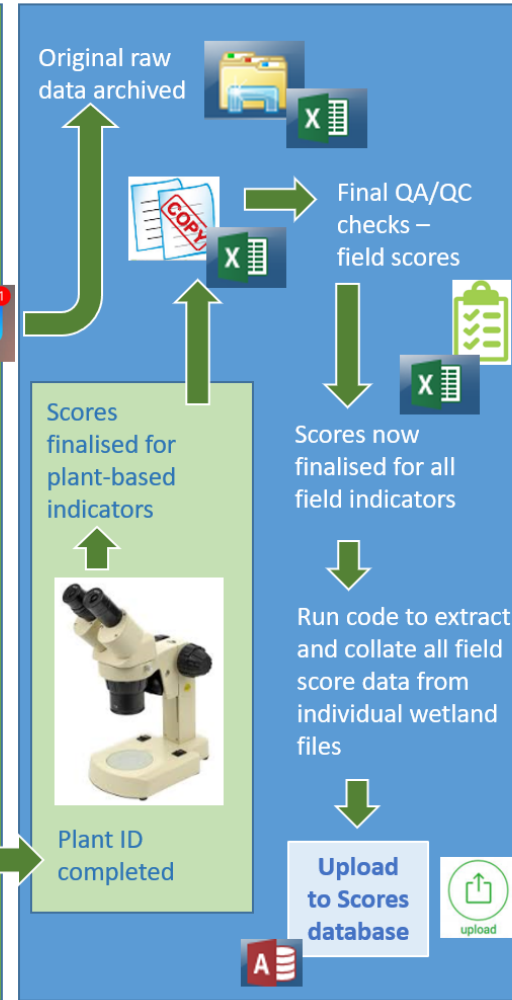 Original raw
data archived
X
1
COPY
X
Final QA/QC
checks –
field scores
X
Scores
finalised for
plant-based
indicators
Scores now
finalised for all
field indicators
Run code to extract
and collate all field
score data from
individual wetland
files
Plant ID
completed
Upload
to Scores
database
upload
A